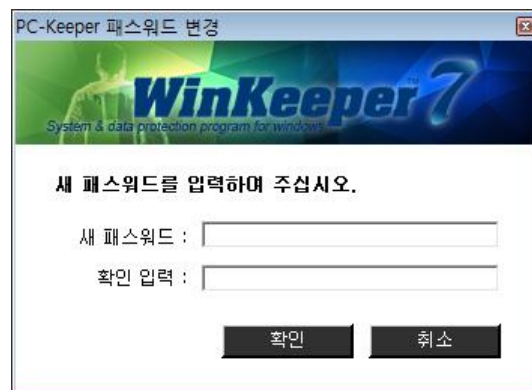 PC-Keeper 패스워드 변경
WinKeeper™ 7
System & data protection program for windows
새 패스워드를 입력하여 주십시오.
새 패스워드 :
확인 입력 :
확인
취소